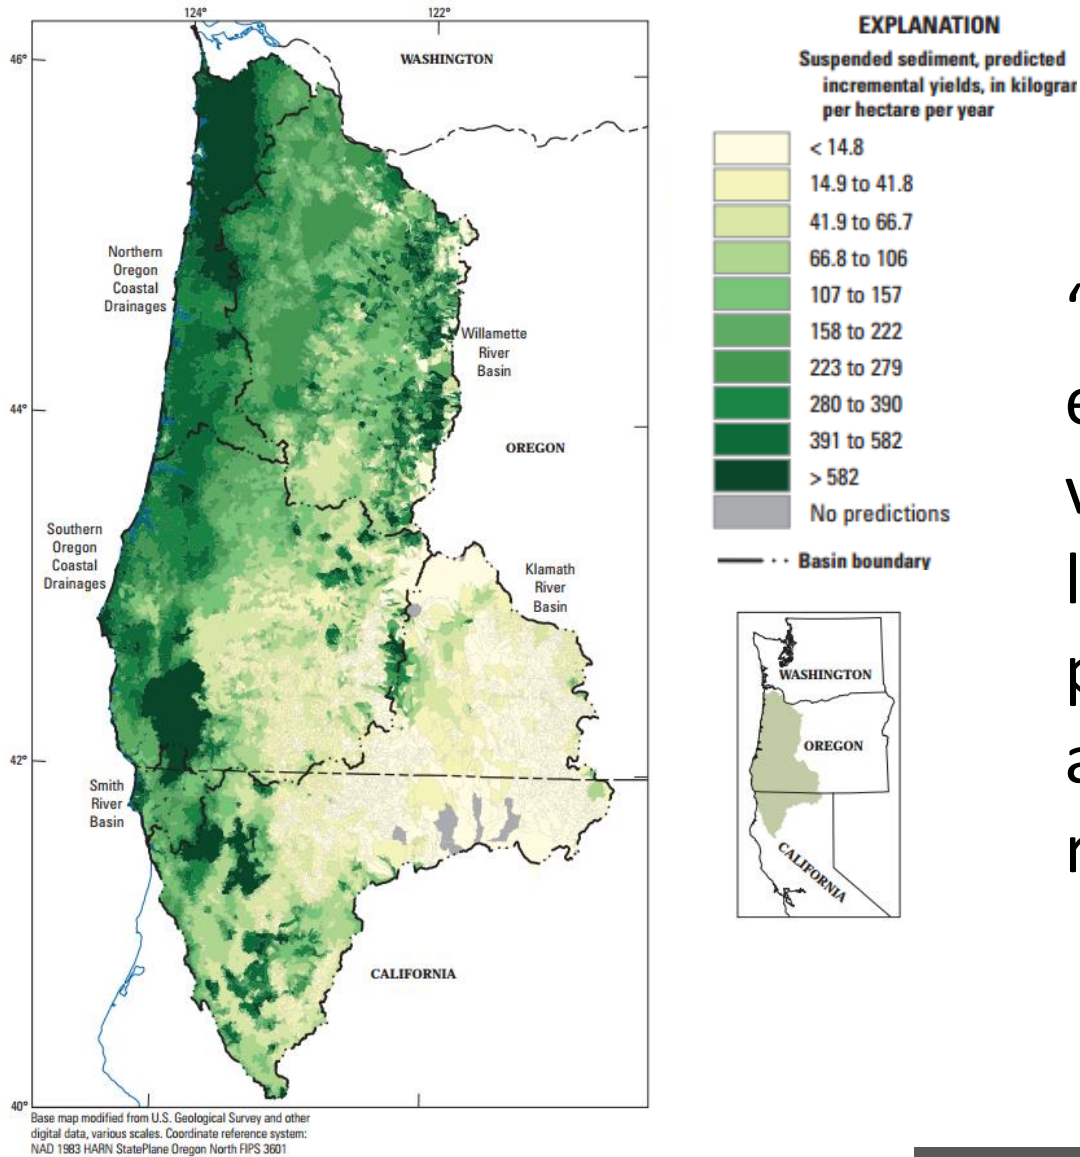 124°
122°
46°
WASHINGTON
Northern
Oregon
Coastal
Drainages
Willamette
River
Basin
44°
OREGON
Southern
Oregon
Coastal
Drainages
Klamath
River
Basin
42°
Smith
River
Basin
CALIFORNIA
40°
Base map modified from U.S. Geological Survey and other
digital data, various scales. Coordinate reference system:
NAD 1983 HARN StatePlane Oregon North FIPS 3601
EXPLANATION
Suspended sediment, predicted
incremental yields, in kilogram
per hectare per year
< 14.8
14.9 to 41.8
41.9 to 66.7
66.8 to 106
107 to 157
158 to 222
223 to 279
280 to 390
391 to 582
> 582
No predictions
Basin boundary
WASHINGTON
OREGON
CALIFORNIA